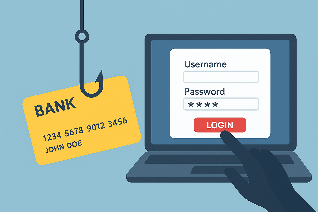 BANK
1234 5678 9012 3456
JOHN DOE
Username
Password
****
LOGIN